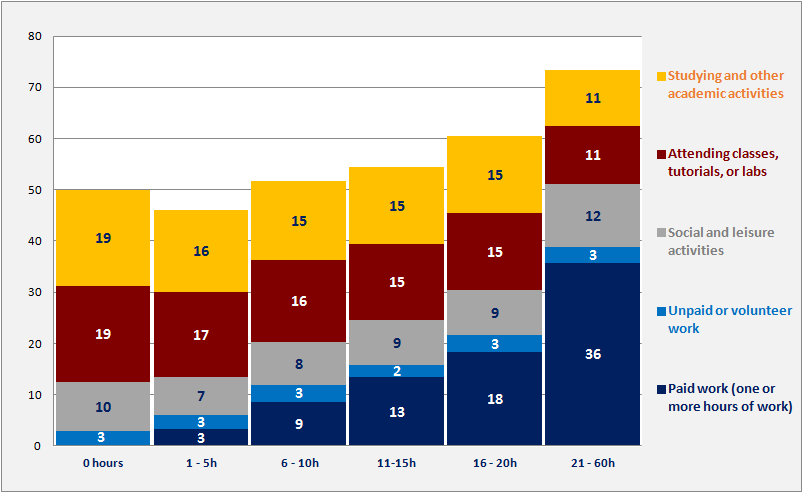 80
70
60
50
40
30
20
10
0
19
19
10
3
16
17
7
3
3
15
16
8
3
9
15
15
9
2
13
15
15
9
3
18
11
11
12
3
36
0 hours
1 - 5h
6 - 10h
11-15h
16 - 20h
21 - 60h
Studying and other
academic activities
Attending classes,
tutorials, or labs
Social and leisure
activities
Unpaid or volunteer
work
Paid work (one or
more hours of work)